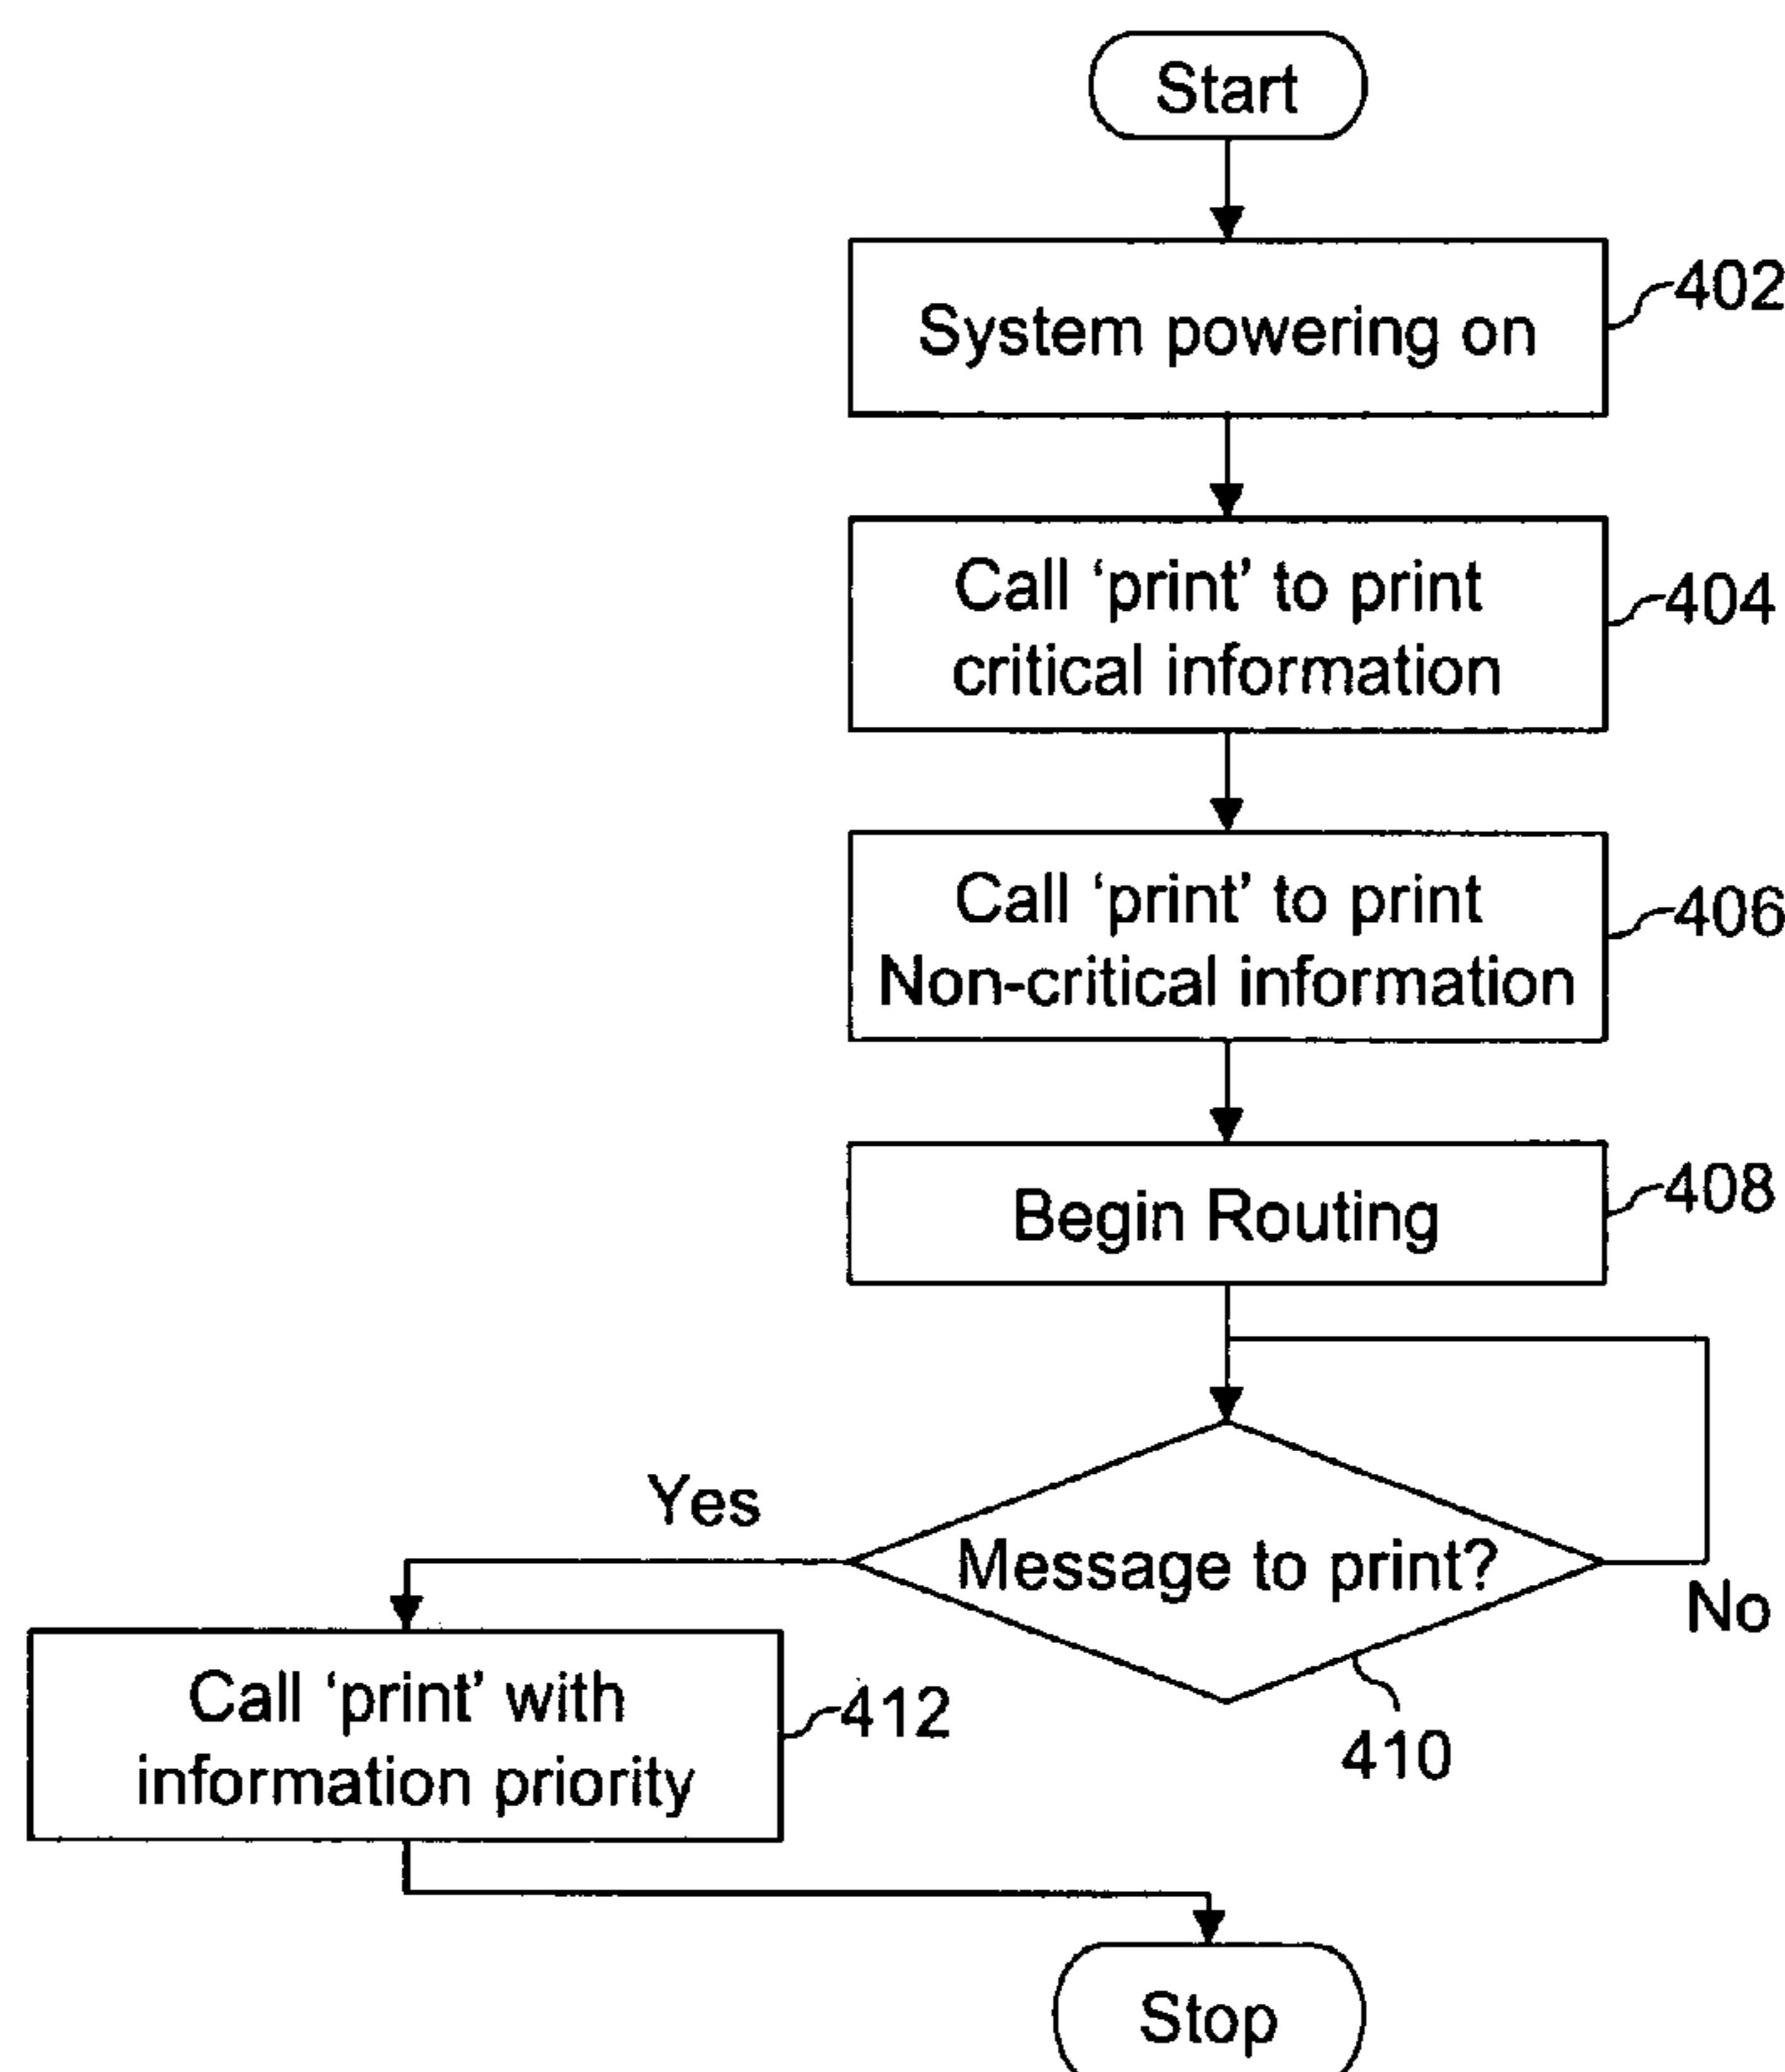 Start
System powering on
402
Call ‘print’ to print
critical information
404
Call ‘print’ to print
Non-critical information
406
Begin Routing
408
Yes
Message to print?
No
410
Call ‘print’ with
information priority
412
Stop